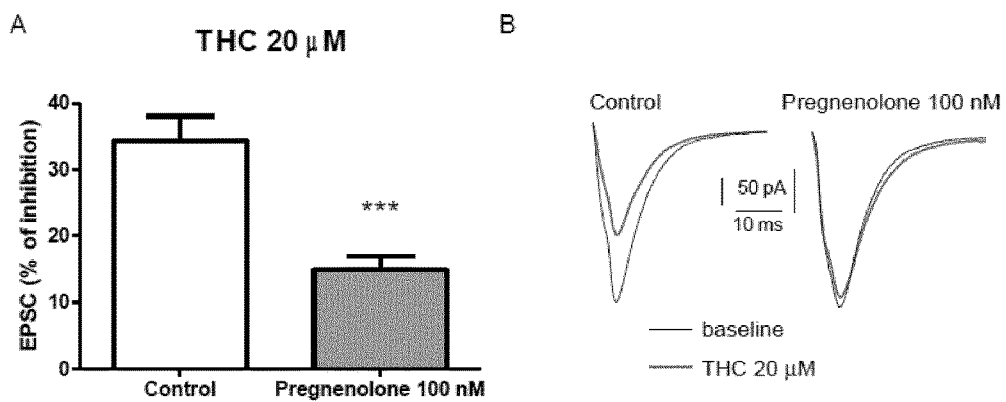 A
THC 20 μM
EPSC (% of inhibition)
40
30
20
10
0
***
Control
Pregnenolone 100 nM
B
Control
Pregnenolone 100 nM
50 pA
10 ms
baseline
THC 20 μM